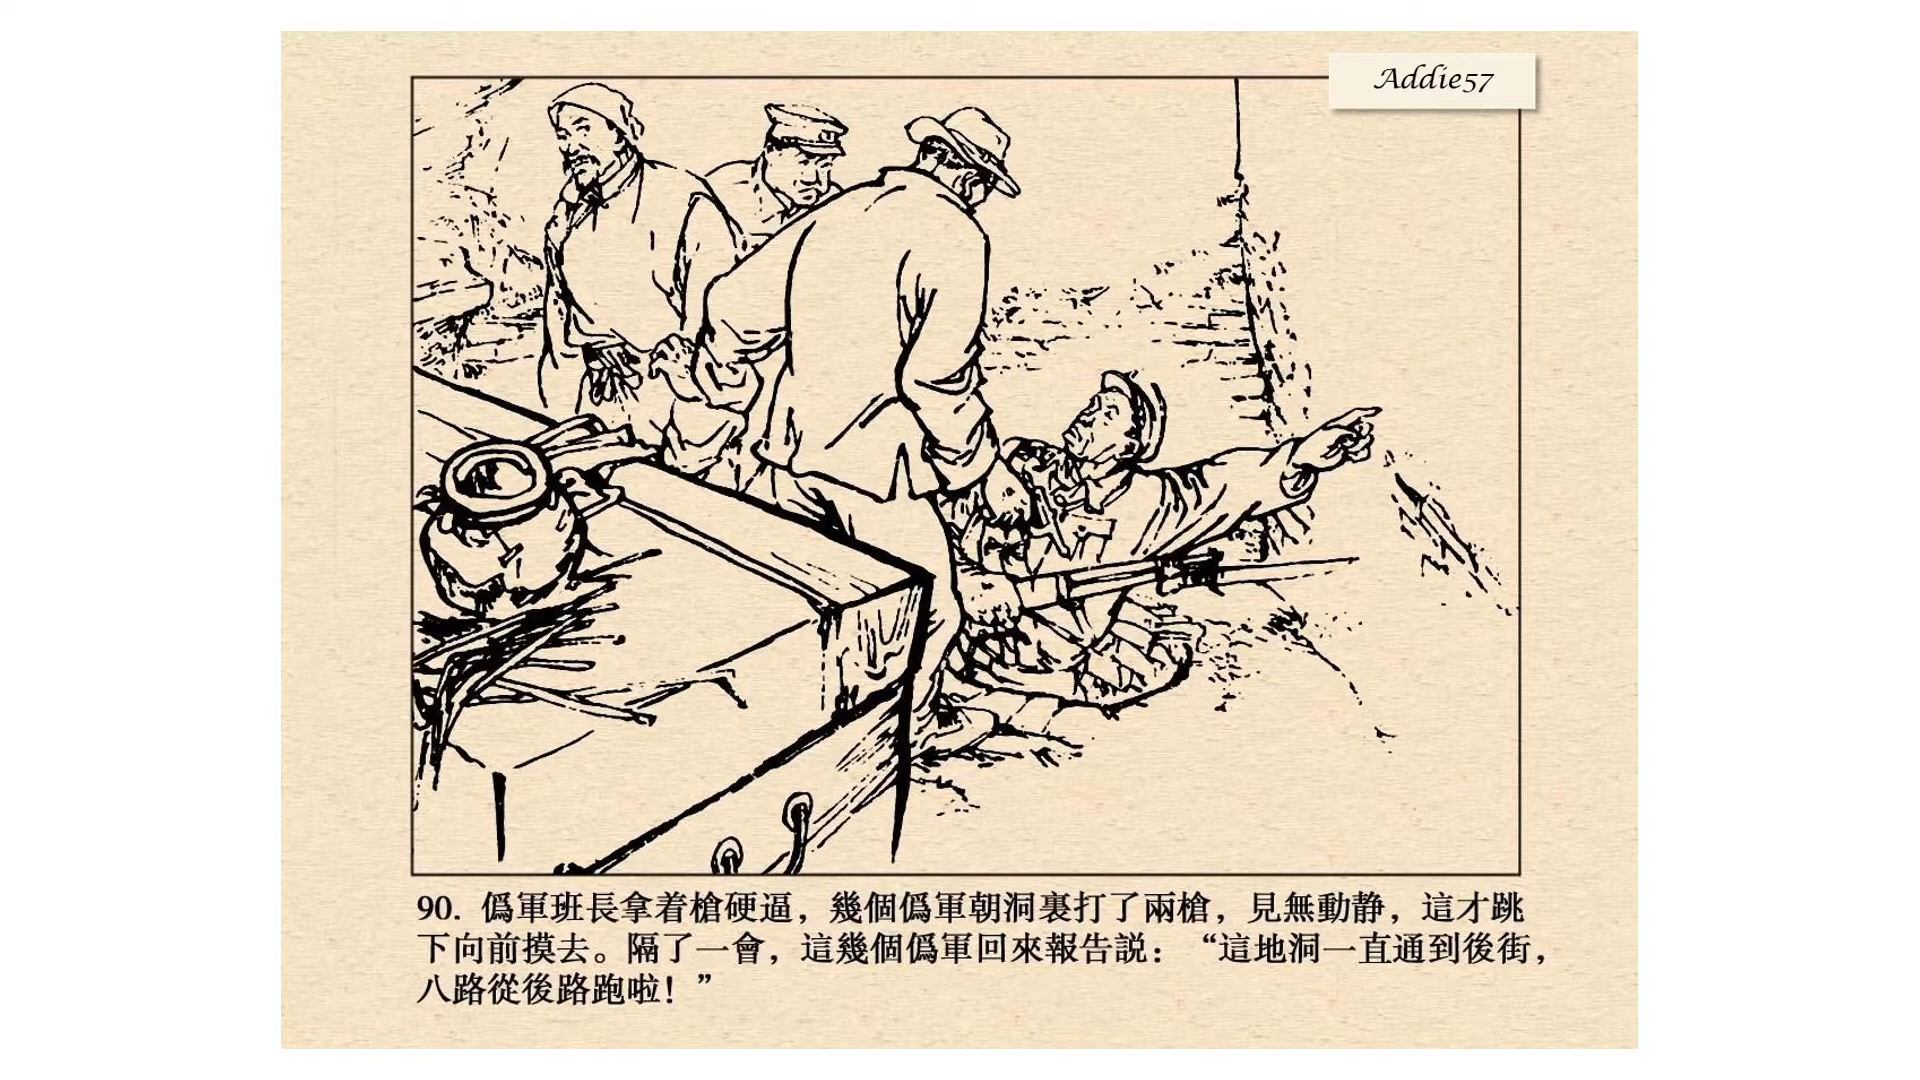 Addie57
90. 僞軍班長拿着槍硬逼，幾個僞軍朝洞裏打了兩槍，見無動静，這才跳
下向前摸去。隔了一會，這幾個僞軍回來報告説：“這地洞一直通到後街，
八路從後路跑啦！”